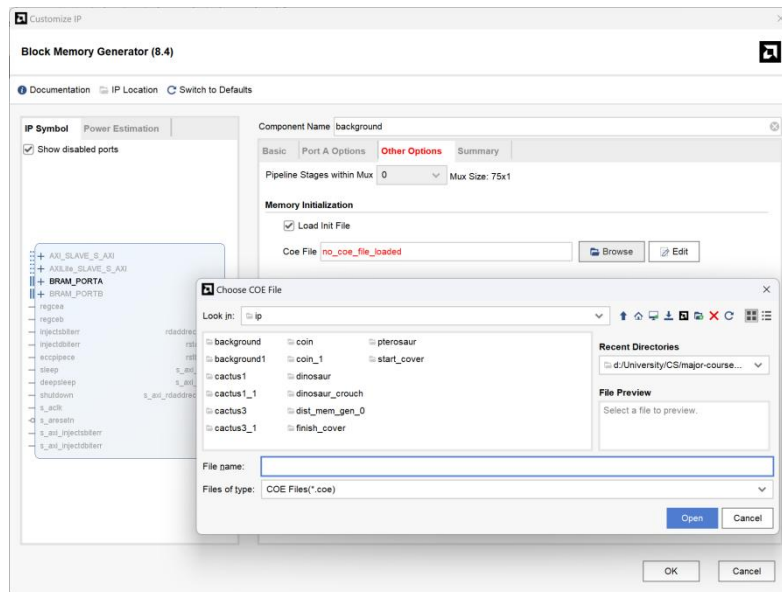 Customize IP
Block Memory Generator (8.4)
Documentation IP Location Switch to Defaults
IP Symbol Power Estimation
Show disabled ports
AXI_SLAVE_S_AXI
AXILite_SLAVE_S_AXI
BRAM_PORTA
BRAM_PORTB
regcea
regceb
injectsbiterr rdaddrec
injectdbiterr
eccpipece
sleep
deepsleep
shutdown s_axi_rdaddrec
s_aclk
s_aresetn
s_axi_injectsbiterr
s_axi_injectdbiterr
Component Name background
Basic Port A Options Other Options Summary
Pipeline Stages within Mux 0 Mux Size: 75x1
Memory Initialization
Load Init File
Coe File no_coe_file_loaded Browse Edit
Choose COE File
Look in: ip
background coin pterosaur
background1 coin_1 start_cover
cactus1 dinosaur
cactus1_1 dinosaur_crouch
cactus3 dist_mem_gen_0
cactus3_1 finish_cover
Recent Directories
d:/University/CS/major-course...
File Preview
Select a file to preview.
File name:
Files of type: COE Files(*.coe)
Open Cancel
OK Cancel